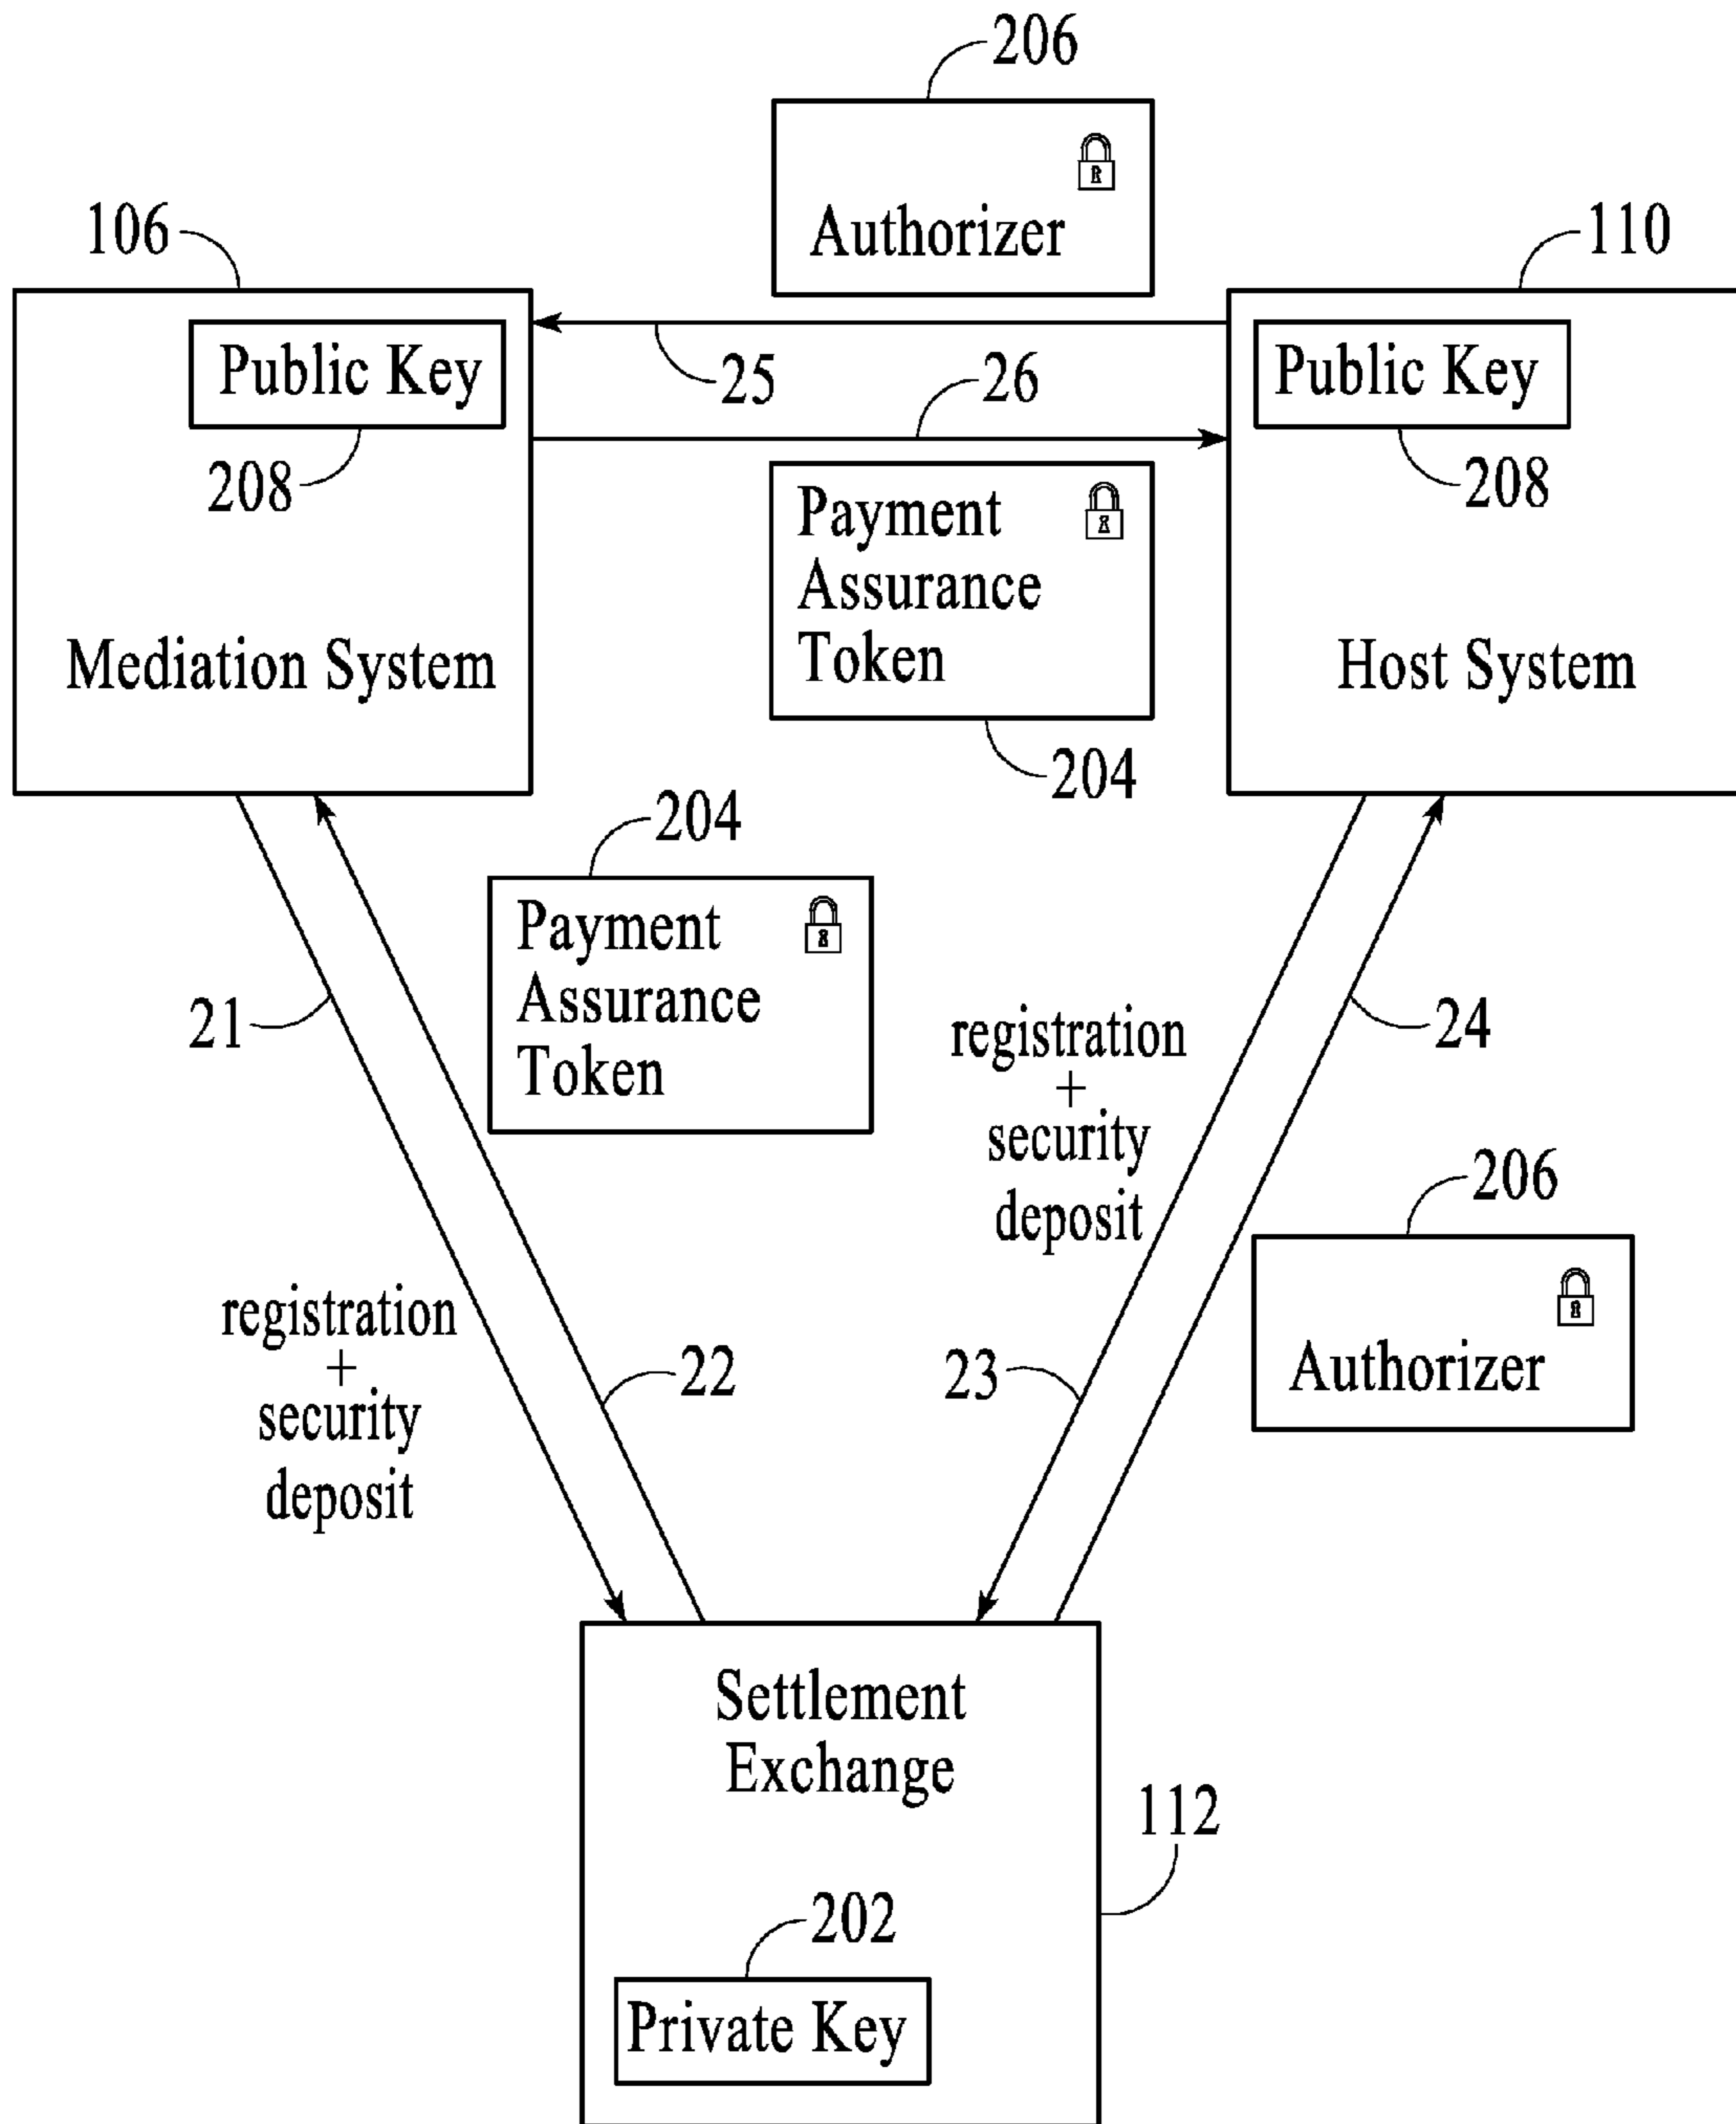 206
Authorizer
106
110
Public Key
25
26
Public Key
208
208
Payment
Assurance
Token
Mediation System
Host System
204
204
Payment
Assurance
Token
21
registration
+
security
deposit
24
206
Authorizer
registration
+
security
deposit
22
23
Settlement
Exchange
112
202
Private Key